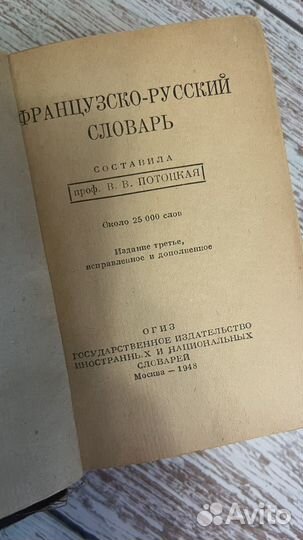 ФРАНЦУЗСКО-РУССКИЙ
СЛОВАРЬ
СОСТАВИЛА
проф. В. В. ПОТОЦКАЯ
Около 25 000 слов
Издание третье,
исправленное и дополненное
ОГИЗ
ГОСУДАРСТВЕННОЕ ИЗДАТЕЛЬСТВО
ИНОСТРАННЫХ И НАЦИОНАЛЬНЫХ
СЛОВАРЕЙ
Москва — 1948
Avito